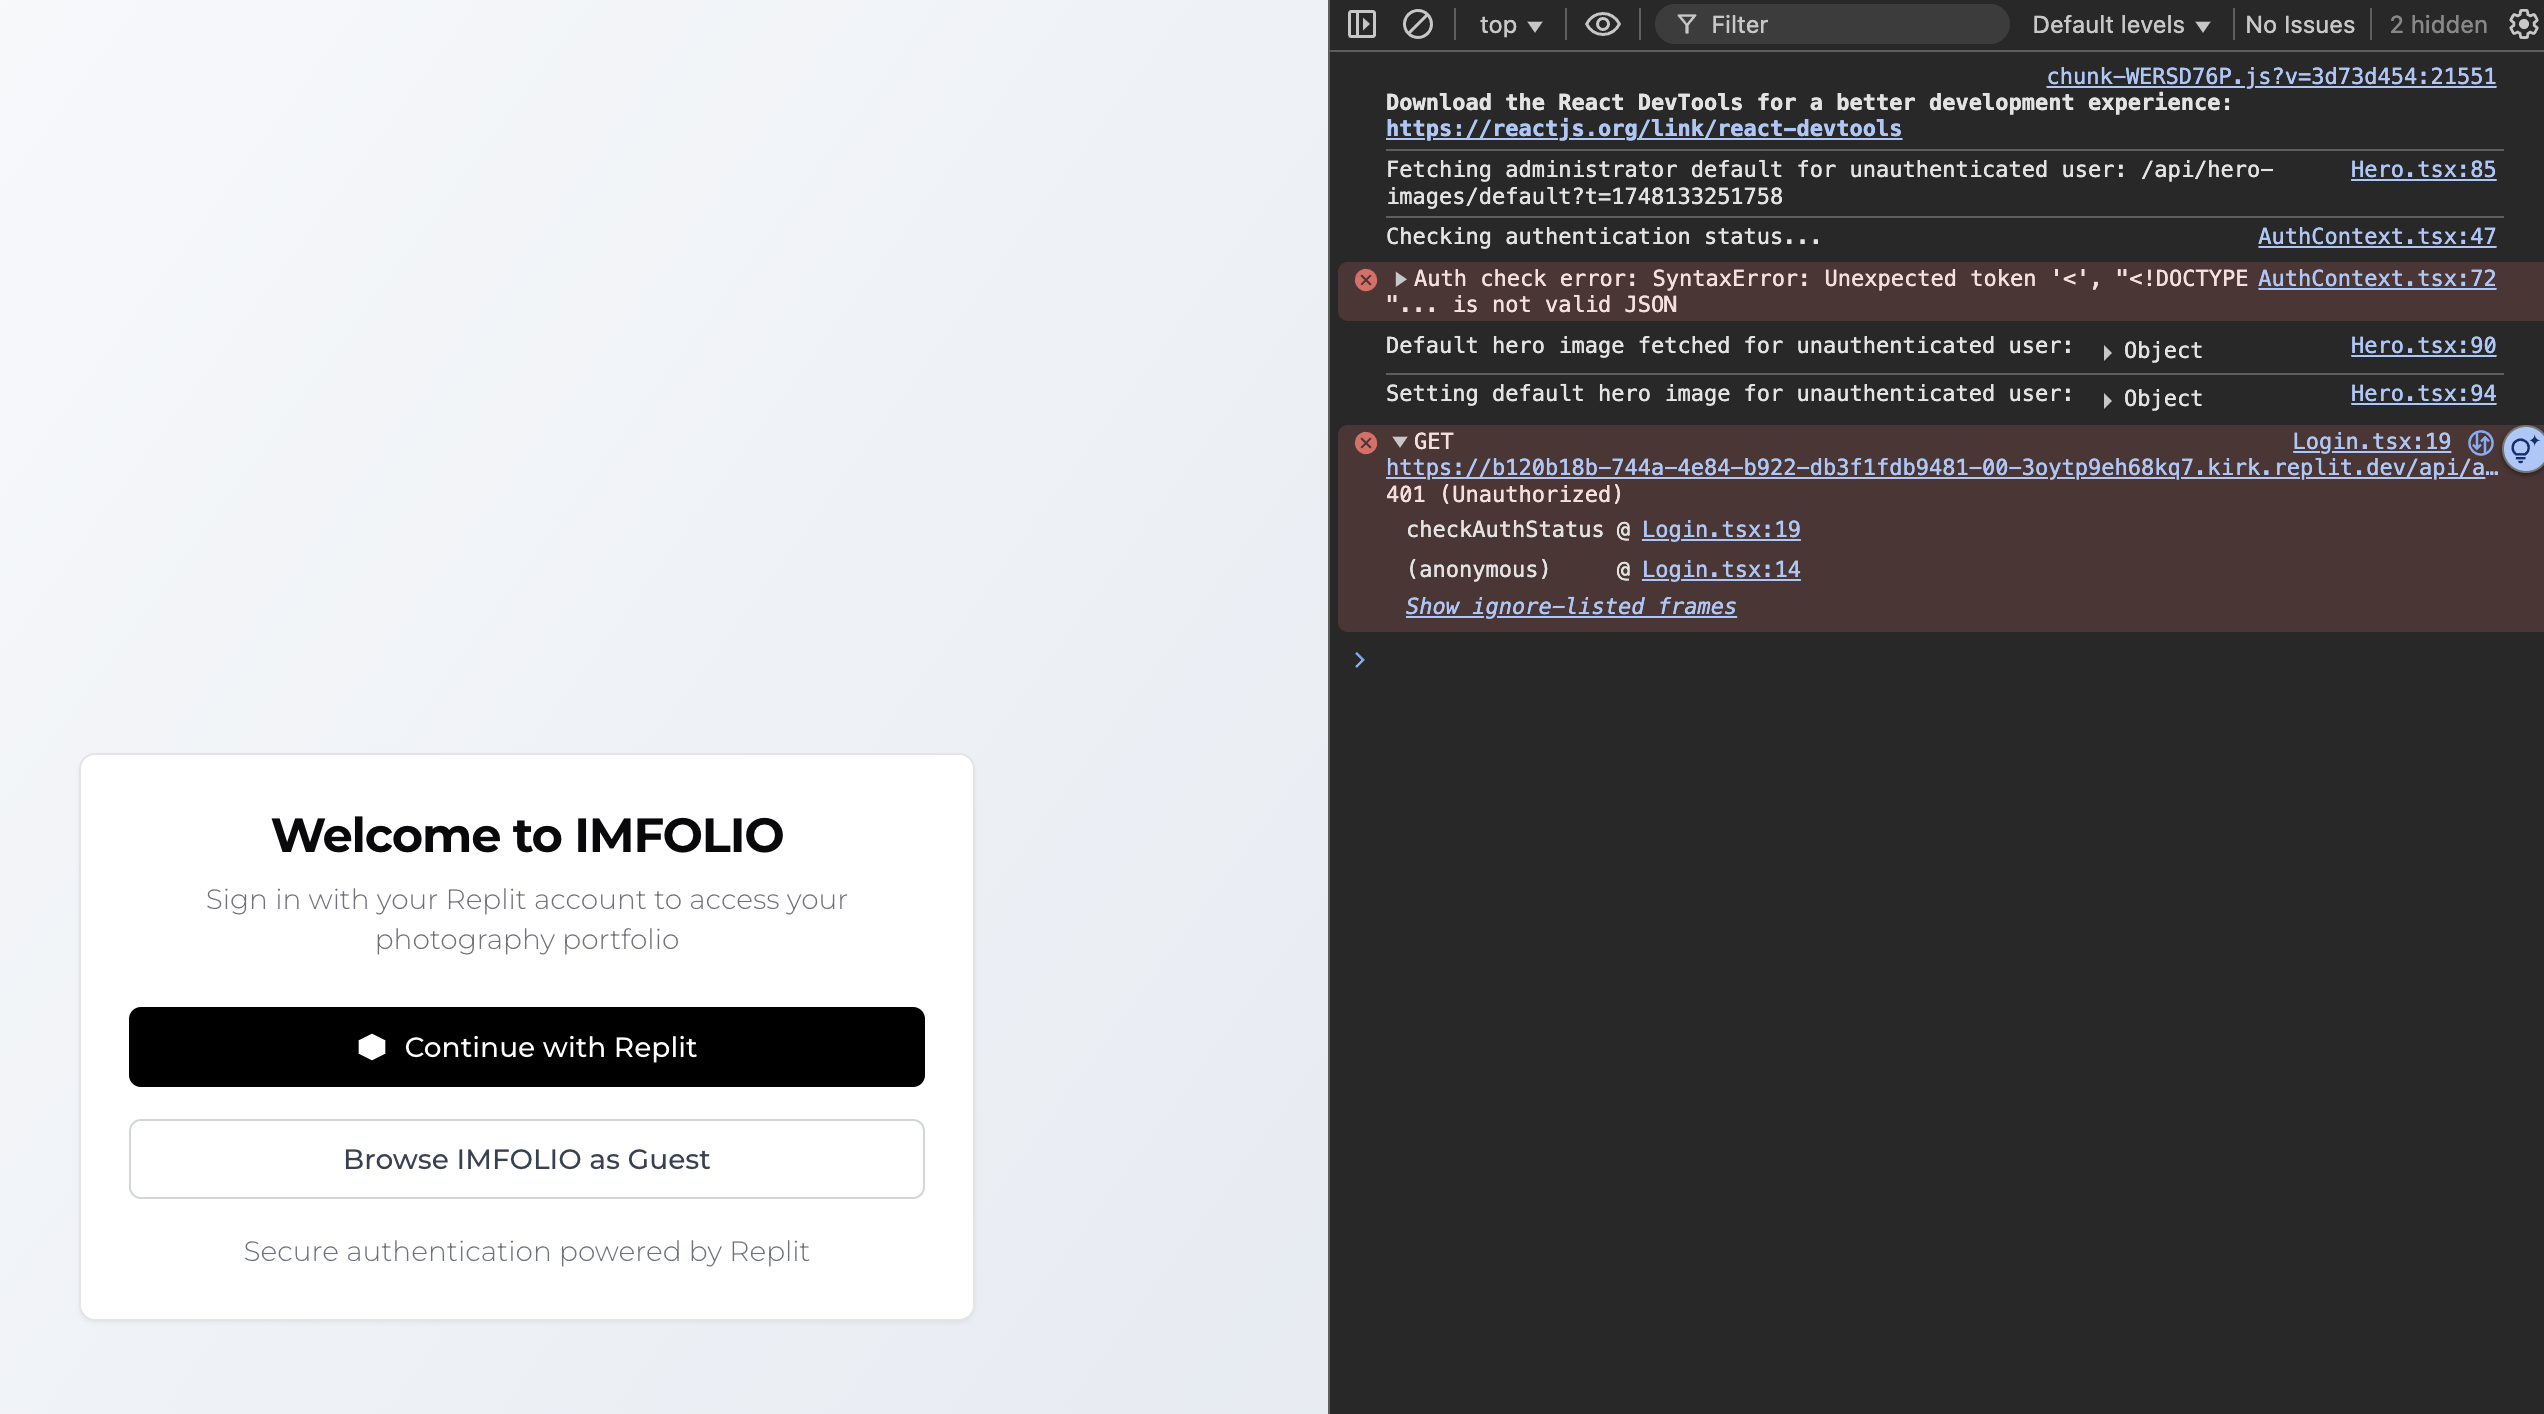 Welcome to IMFOLIO
Sign in with your Replit account to access your
photography portfolio
Continue with Replit
Browse IMFOLIO as Guest
Secure authentication powered by Replit
top
Filter
Default levels
No Issues
2 hidden
chunk-WERSD76P.js?v=3d73d454:21551
Download the React DevTools for a better development experience:
https://reactjs.org/link/react-devtools
Fetching administrator default for unauthenticated user: /api/hero- Hero.tsx:85
images/default?t=1748133251758
Checking authentication status... AuthContext.tsx:47
Auth check error: SyntaxError: Unexpected token '<', "<!DOCTYPE AuthContext.tsx:72
"... is not valid JSON
Default hero image fetched for unauthenticated user: Object Hero.tsx:90
Setting default hero image for unauthenticated user: Object Hero.tsx:94
GET Login.tsx:19
https://b120b18b-744a-4e84-b922-db3f1fdb9481-00-3oytp9eh68kq7.kirk.replit.dev/api/a…
401 (Unauthorized)
checkAuthStatus @ Login.tsx:19
(anonymous) @ Login.tsx:14
Show ignore-listed frames